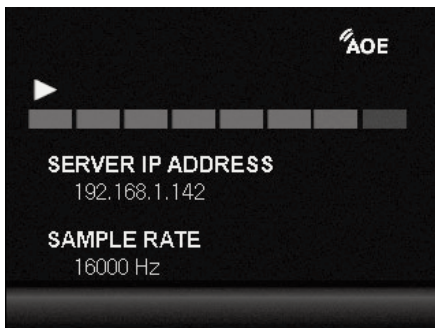 AOE
SERVER IP ADDRESS
192.168.1.142
SAMPLE RATE
16000 Hz